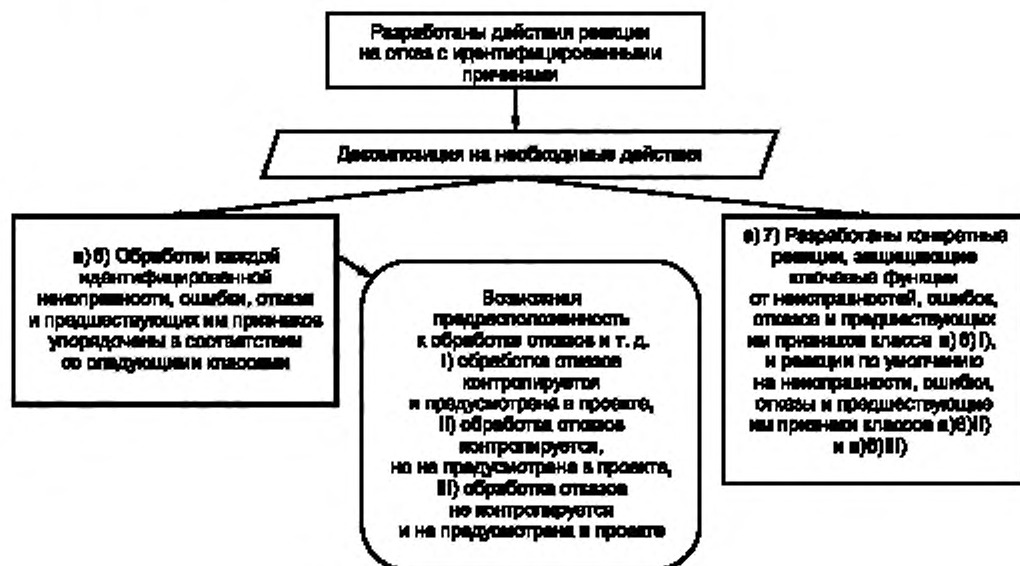 Разработаны действия реакции
на отказ с идентифицированными
причинами
Декомпозиция на необходимые действия
в) 6) Обработки каждой
идентифицированной
неисправности, ошибки, отказа
и предшествующих им признаков
упорядочены в соответствии
со следующими классами
Возможная
предрасположенность
к обработке отказов и т. д.
I) обработка отказов
контролируется
и предусмотрена в проекте,
II) обработка отказов
контролируется,
но не предусмотрена в проекте,
III) обработка отказов
не контролируется
и не предусмотрена в проекте
в) 7) Разработаны конкретные
реакции, защищающие
ключевые функции
от неисправностей, ошибок,
отказов и предшествующих
им признаков класса в) 6) I),
и реакции по умолчанию
на неисправности, ошибки,
отказы и предшествующие
им признаки классов в)6)II)
и в)6)III)